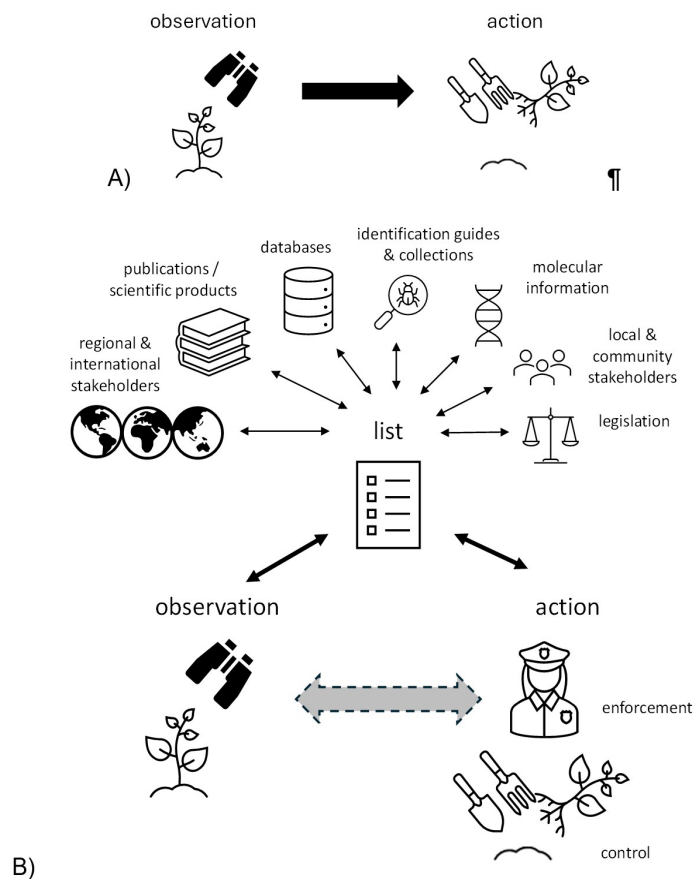 observation
action
A)
¶
identification guides
& collections
databases
publications /
scientific products
molecular
information
regional &
international
stakeholders
local &
community
stakeholders
legislation
list
observation
action
enforcement
control
B)